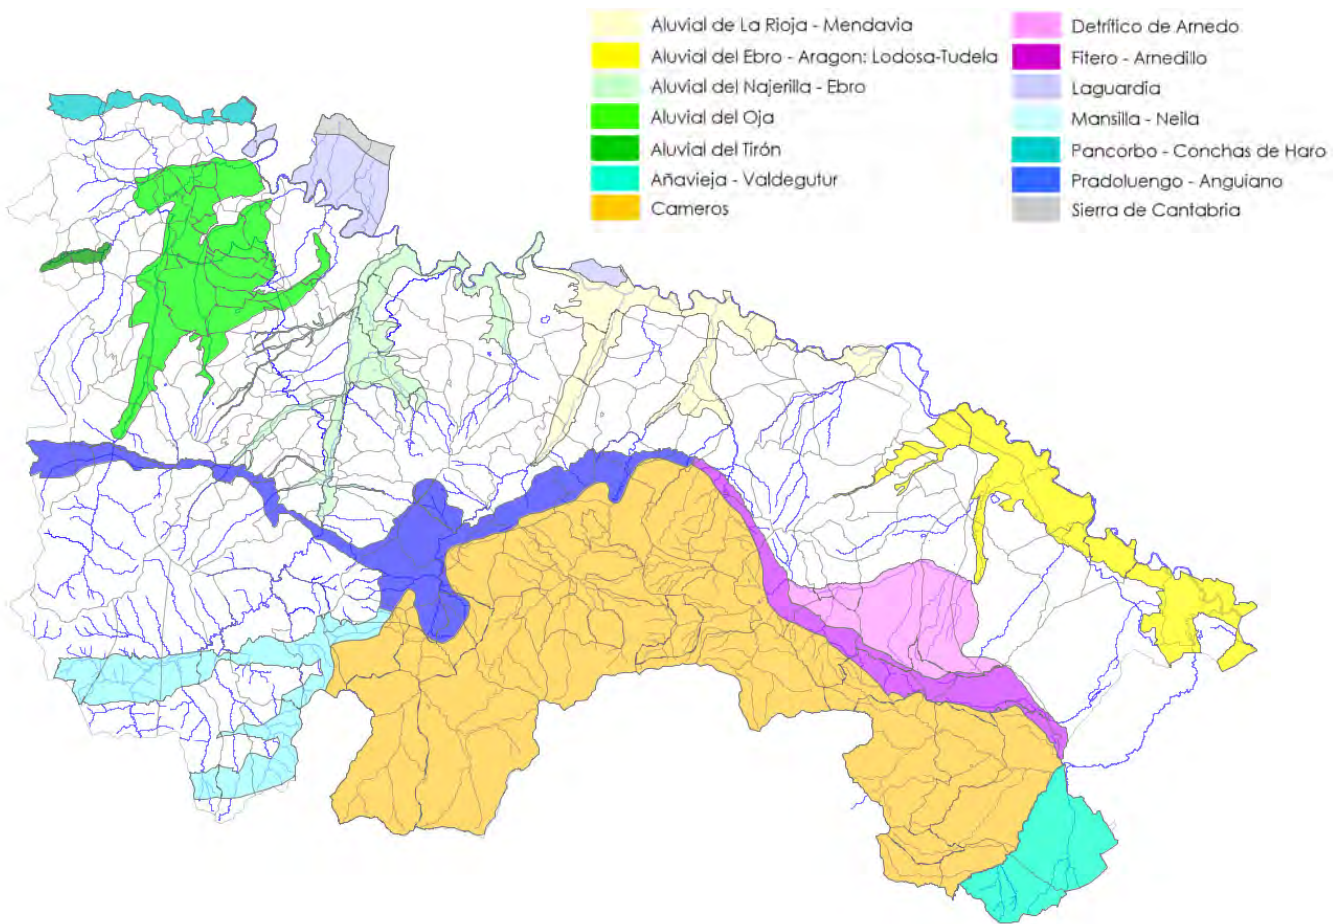 Aluvial de La Rioja - Mendavia
Aluvial del Ebro - Aragon: Lodosa-Tudela
Aluvial del Najerilla - Ebro
Aluvial del Oja
Aluvial del Tirón
Añavieja - Valdegutur
Cameros
Detrítico de Arnedo
Fitero - Arnedillo
Laguardia
Mansilla - Neila
Pancorbo - Conchas de Haro
Pradoluengo - Anguiano
Sierra de Cantabria